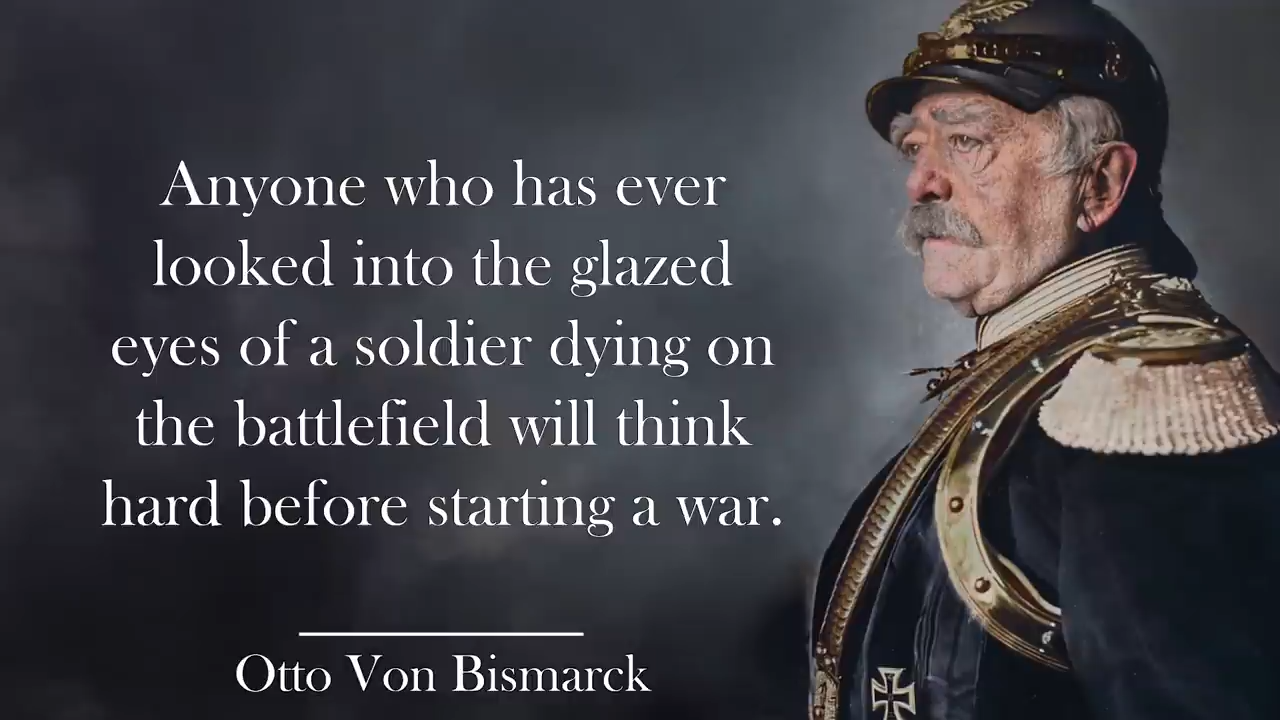 Anyone who has ever
looked into the glazed
eyes of a soldier dying on
the battlefield will think
hard before starting a war.
Otto Von Bismarck